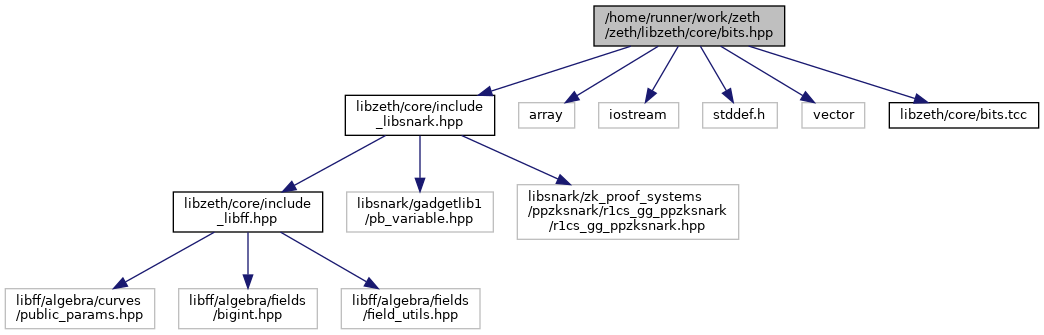 /home/runner/work/zeth
/zeth/libzeth/core/bits.hpp
libzeth/core/include
_libsnark.hpp
array
iostream
stddef.h
vector
libzeth/core/bits.tcc
libzeth/core/include
_libff.hpp
libsnark/gadgetlib1
/pb_variable.hpp
libsnark/zk_proof_systems
/ppzksnark/r1cs_gg_ppzksnark
/r1cs_gg_ppzksnark.hpp
libff/algebra/curves
/public_params.hpp
libff/algebra/fields
/bigint.hpp
libff/algebra/fields
/field_utils.hpp